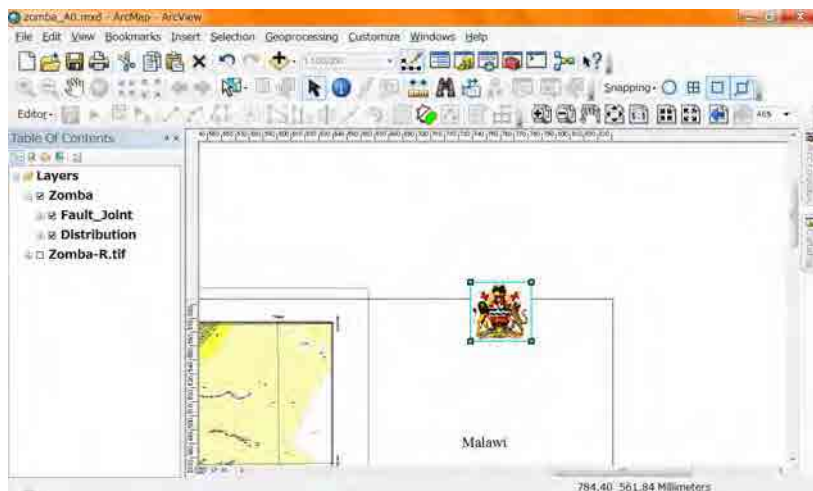 zomba_A0.mxd - ArcMap - ArcView
File Edit View Bookmarks Insert Selection Geoprocessing Customize Windows Help
Snapping
Editor
Table Of Contents
Layers
Zomba
Fault_Joint
Distribution
Zomba-R.tif
Malawi
784.40 561.84 Millimeters